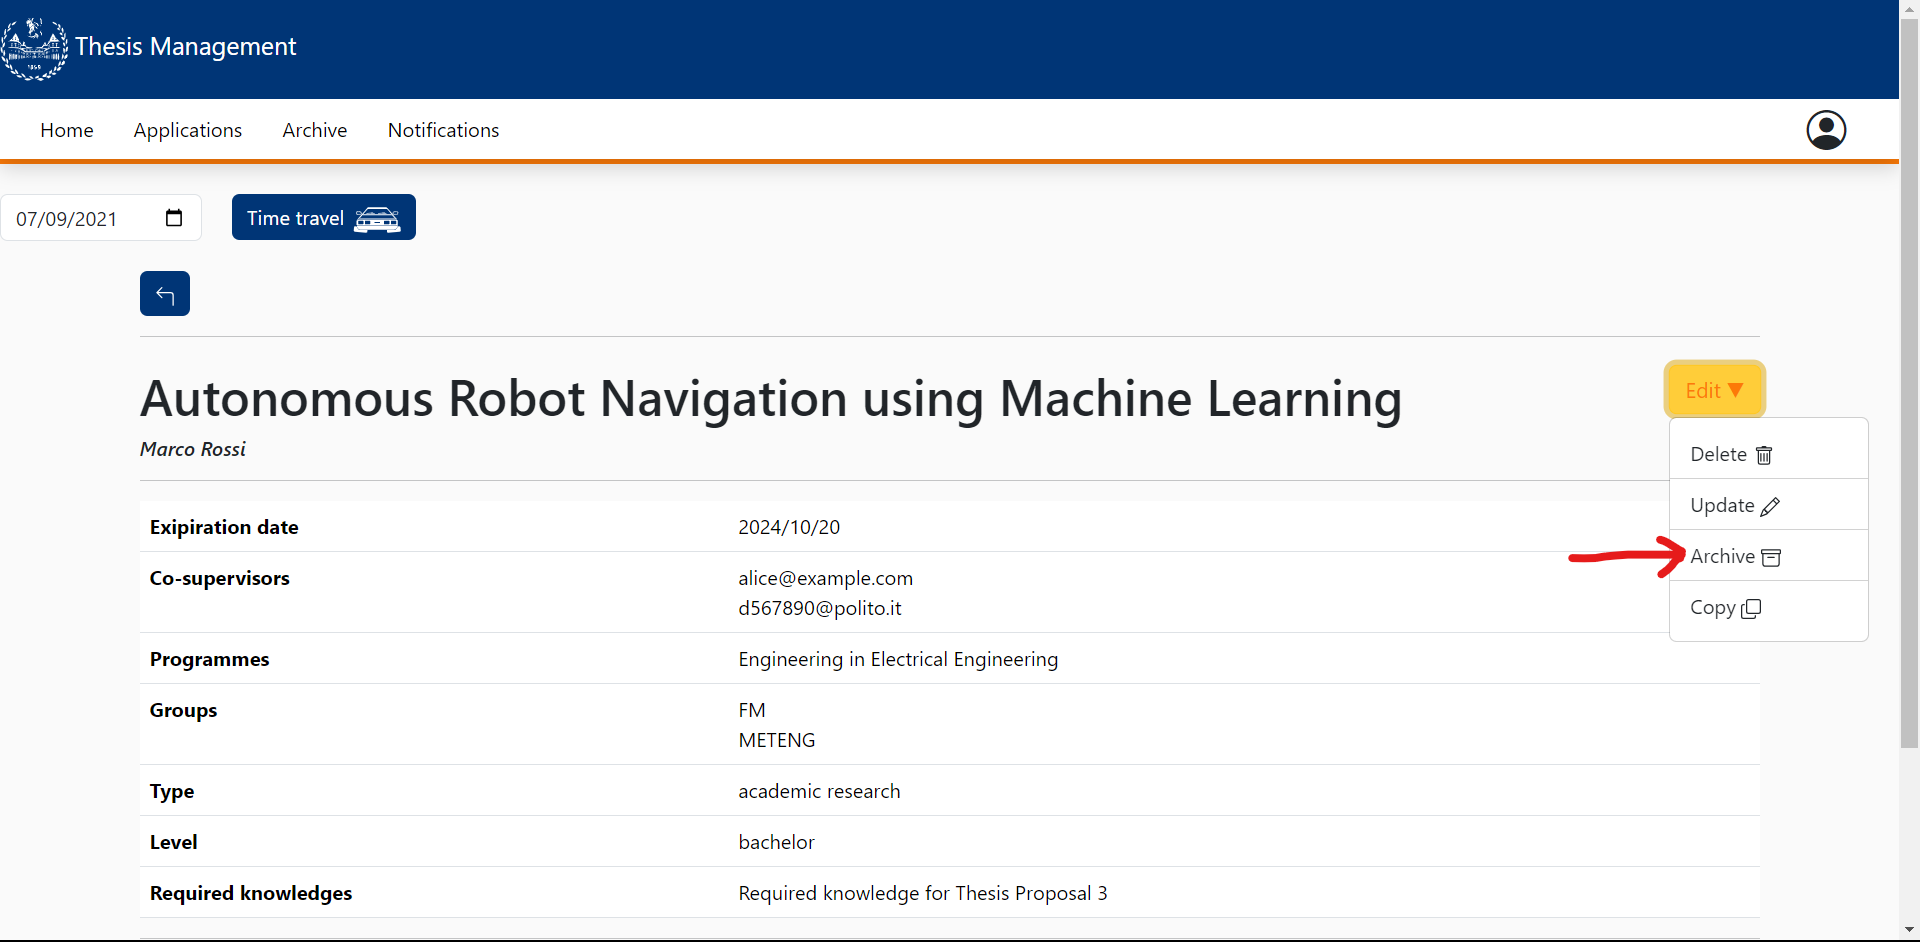 1859
Thesis Management
Home Applications Archive Notifications
07/09/2021 Time travel
Autonomous Robot Navigation using Machine Learning
Edit ▼
Marco Rossi
Delete
Update
Archive
Copy
Exipiration date 2024/10/20
Co-supervisors alice@example.com
d567890@polito.it
Programmes Engineering in Electrical Engineering
Groups FM
METENG
Type academic research
Level bachelor
Required knowledges Required knowledge for Thesis Proposal 3